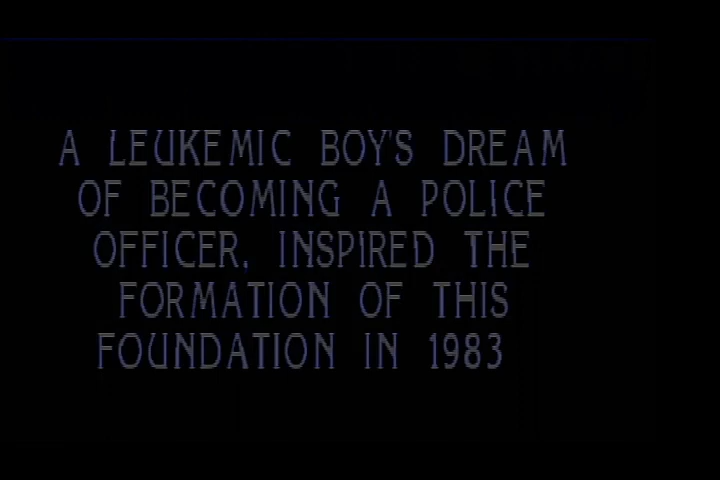 A LEUKEMIC BOY'S DREAM
OF BECOMING A POLICE
OFFICER, INSPIRED THE
FORMATION OF THIS
FOUNDATION IN 1983